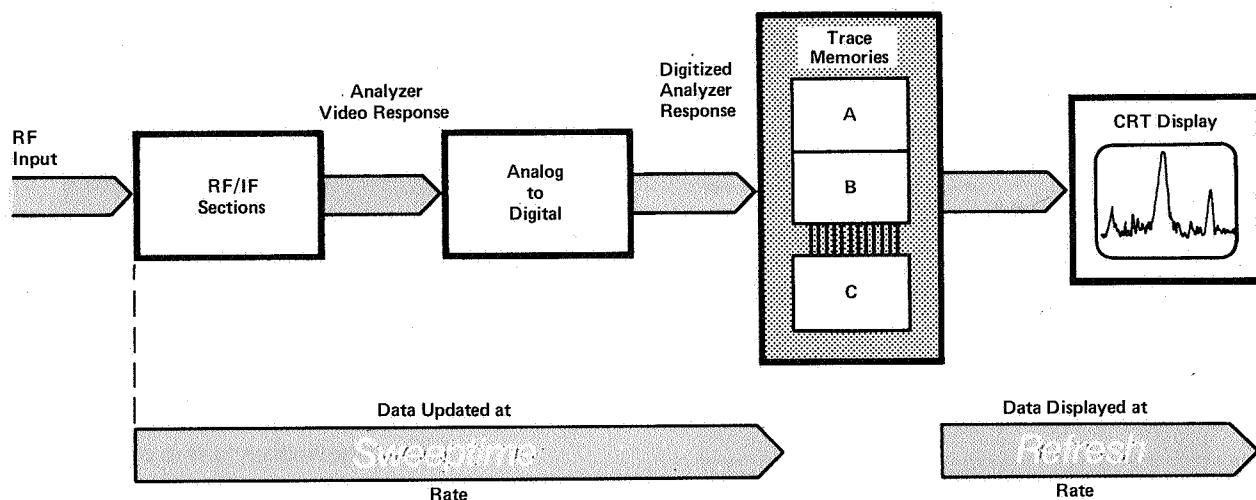 RF
Input
RF/IF
Sections
Analyzer
Video Response
Analog
to
Digital
Digitized
Analyzer
Response
Trace
Memories
A
B
C
CRT Display
Data Updated at
Sweeptime
Rate
Data Displayed at
Refresh
Rate